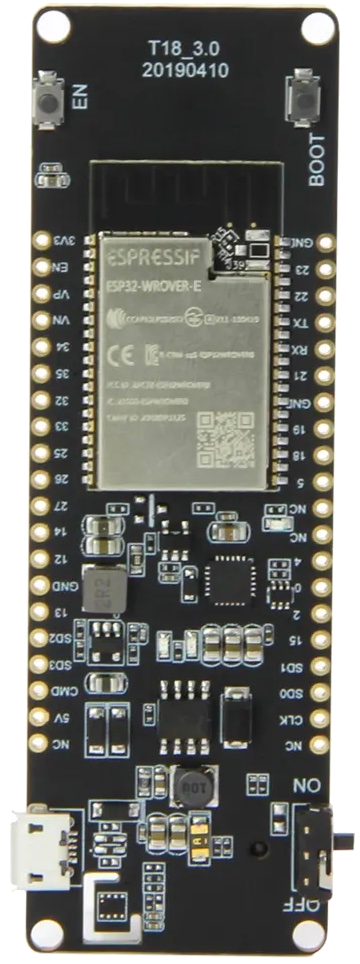 T18_3.0
20190410
EN
BOOT
ESPRESSIF
ESP32-WROVER-E
CE
3V3
EN
VP
VN
34
35
32
33
25
26
27
14
12
GND
13
SD2
SD3
CMD
5V
NC
GND
23
22
TX
RX
21
GND
19
18
5
NC
NC
4
0
2
15
SD1
SD0
CLK
NC
2R2
ON
OFF